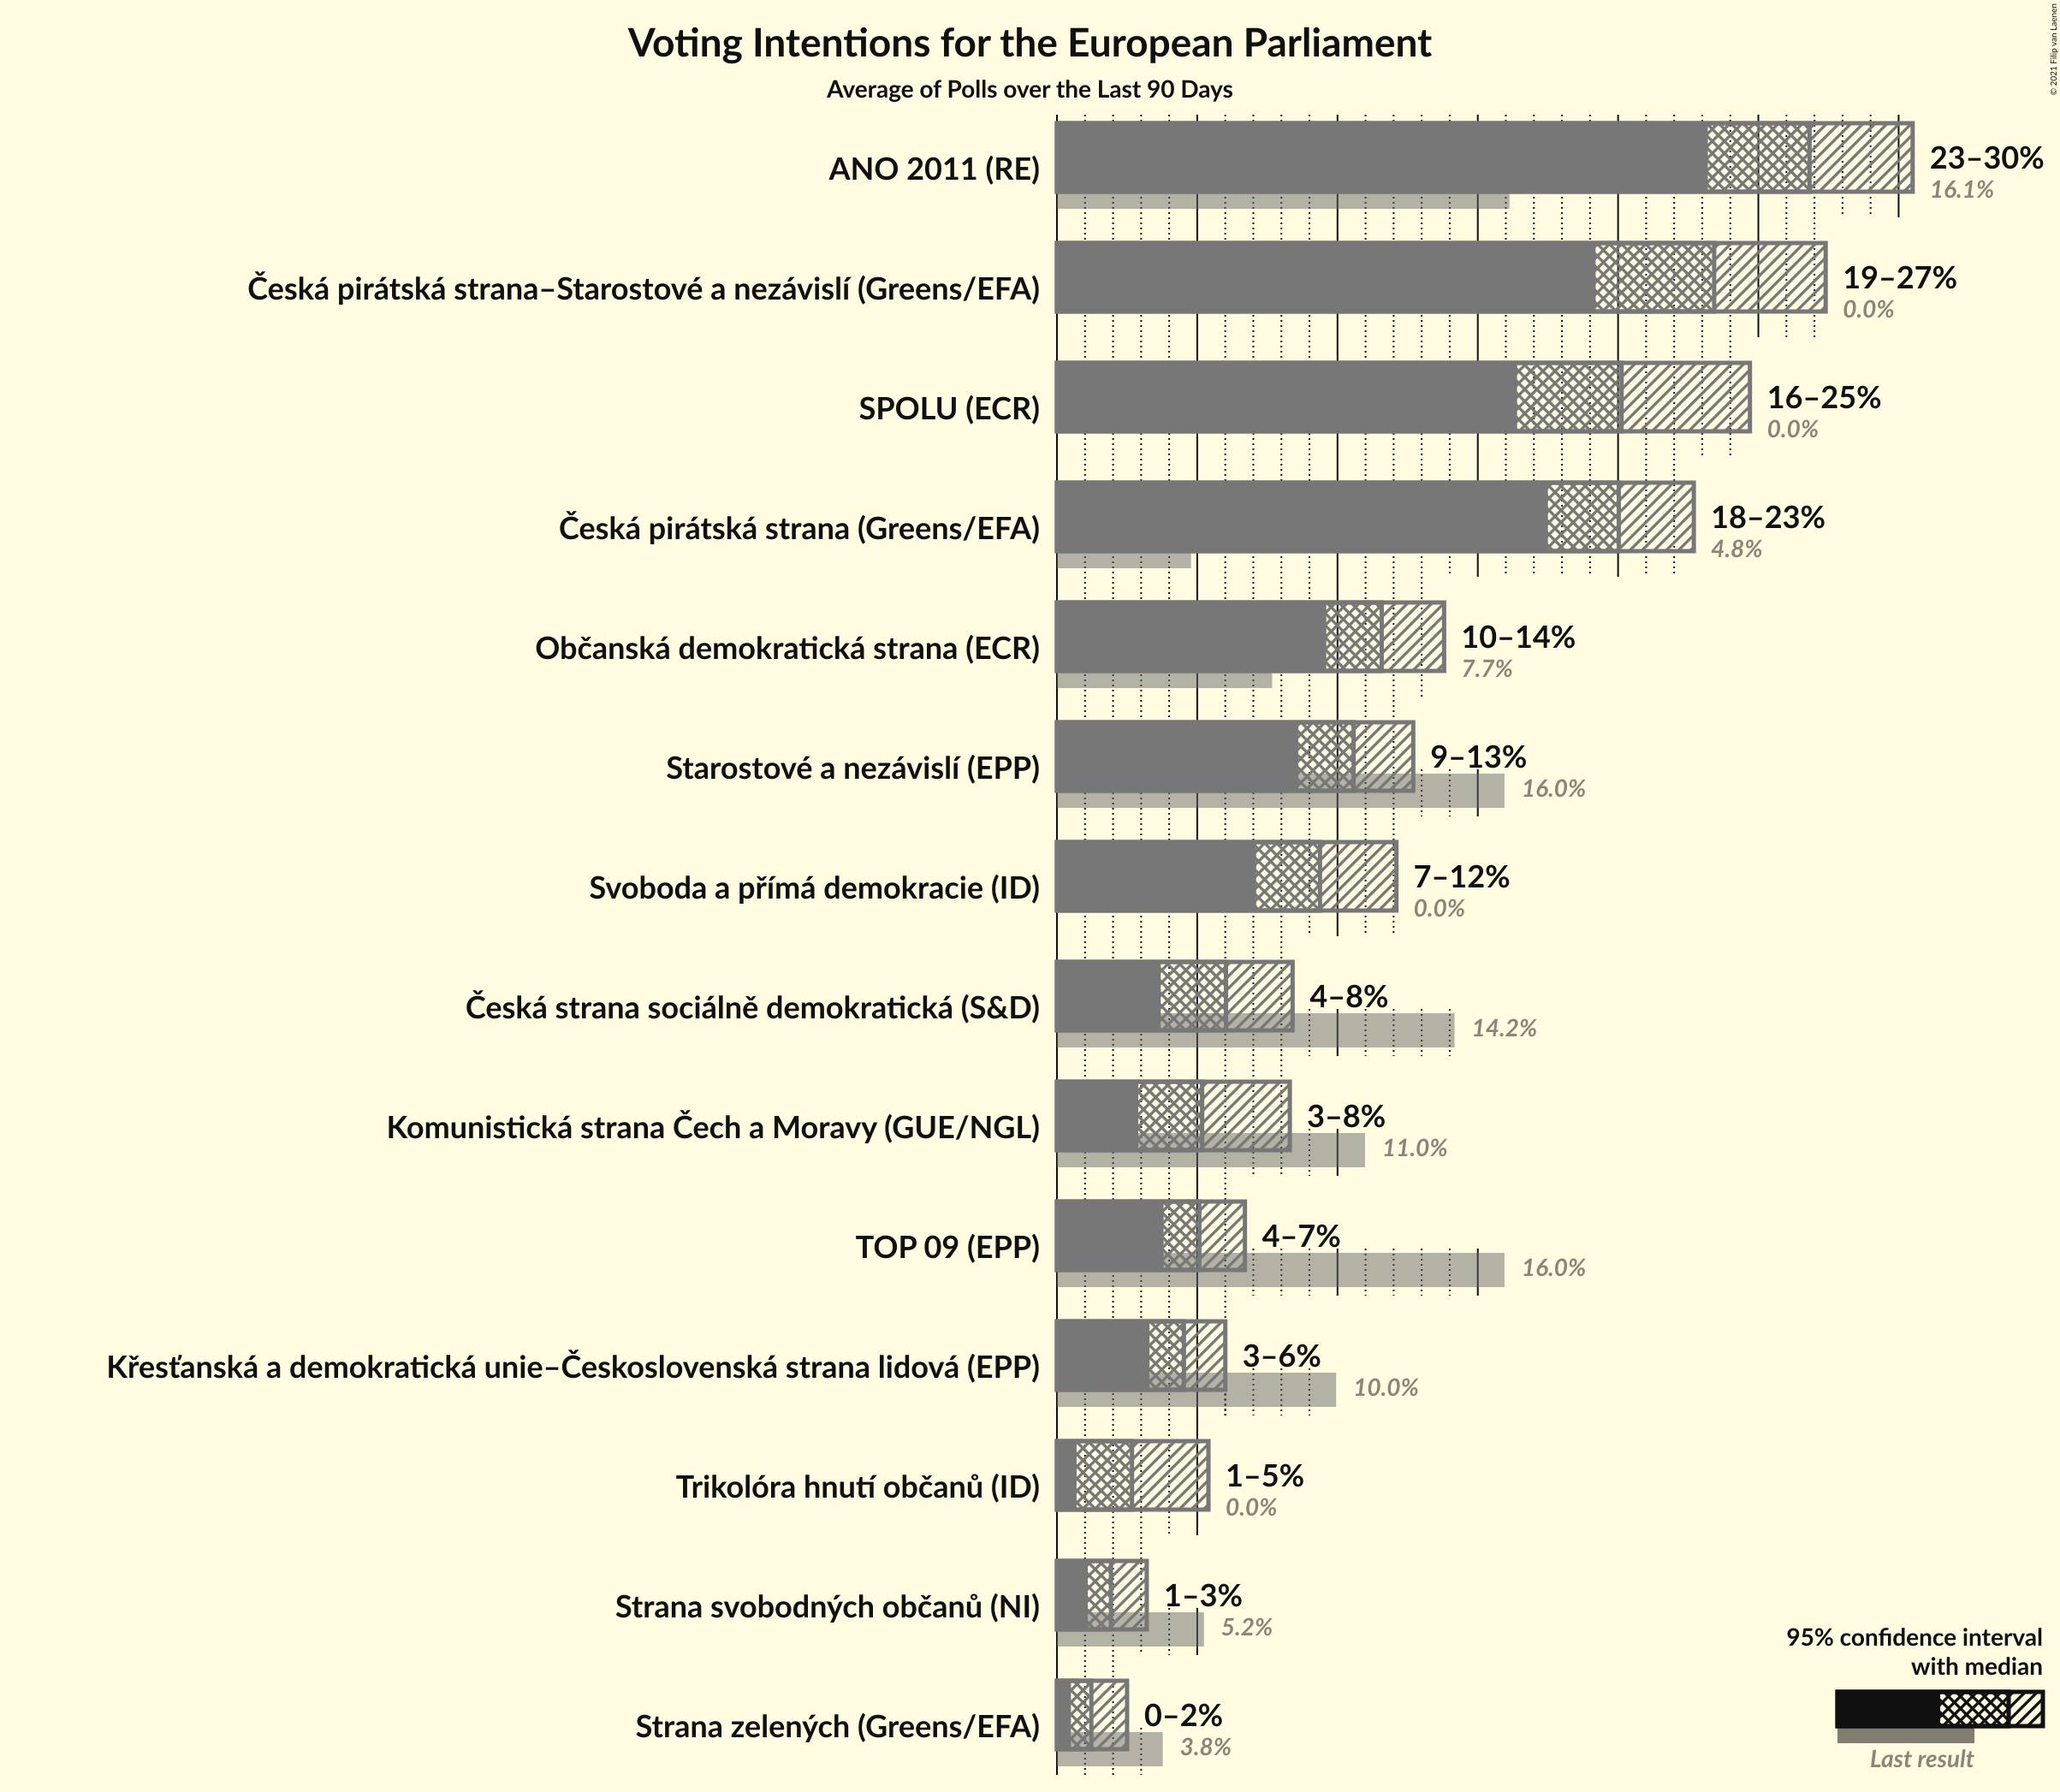 Voting Intentions for the European Parliament
Average of Polls over the Last 90 Days
© 2021 Filip van Laenen
ANO 2011 (RE)
23–30%
16.1%
Česká pirátská strana–Starostové a nezávislí (Greens/EFA)
19–27%
0.0%
SPOLU (ECR)
16–25%
0.0%
Česká pirátská strana (Greens/EFA)
18–23%
4.8%
Občanská demokratická strana (ECR)
10–14%
7.7%
Starostové a nezávislí (EPP)
9–13%
16.0%
Svoboda a přímá demokracie (ID)
7–12%
0.0%
Česká strana sociálně demokratická (S&D)
4–8%
14.2%
Komunistická strana Čech a Moravy (GUE/NGL)
3–8%
11.0%
TOP 09 (EPP)
4–7%
16.0%
Křesťanská a demokratická unie–Československá strana lidová (EPP)
3–6%
10.0%
Trikolóra hnutí občanů (ID)
1–5%
0.0%
Strana svobodných občanů (NI)
1–3%
5.2%
Strana zelených (Greens/EFA)
0–2%
3.8%
95% confidence interval
with median
Last result